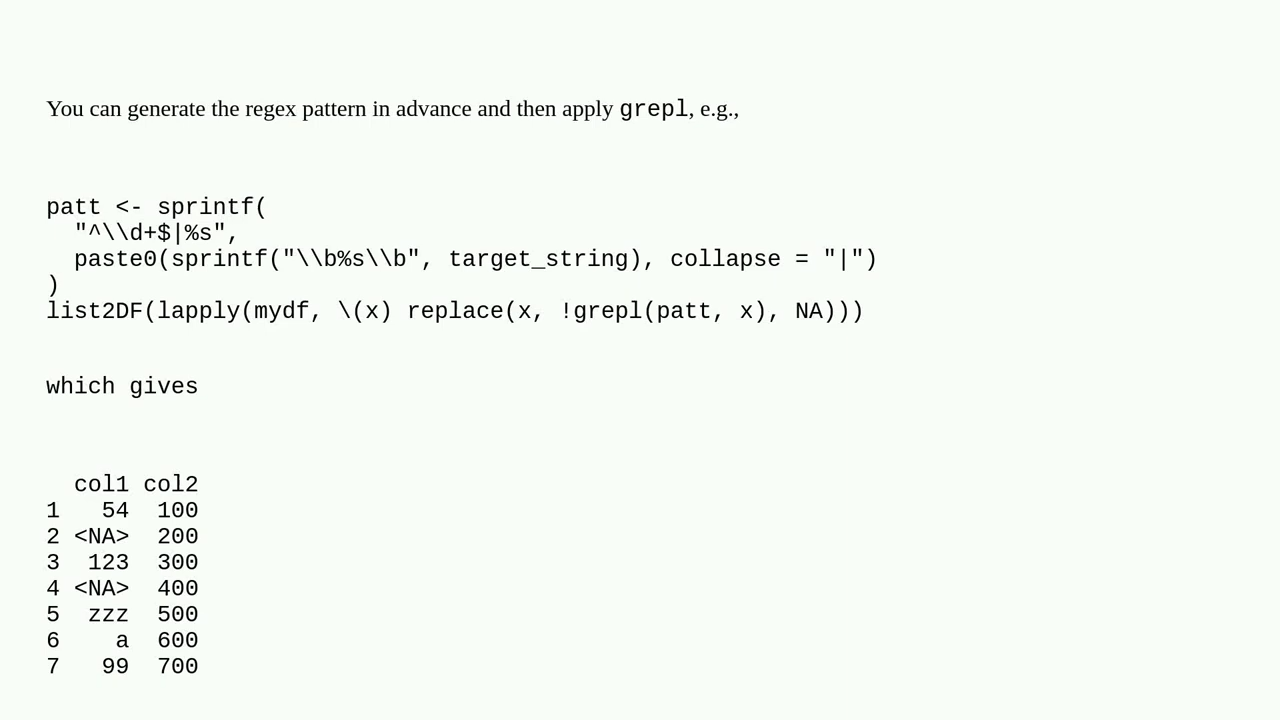 You can generate the regex pattern in advance and then apply grepl, e.g.,
patt <- sprintf(
  "^\\d+$|%s",
  paste0(sprintf("\\b%s\\b", target_string), collapse = "|")
)
list2DF(lapply(mydf, \(x) replace(x, !grepl(patt, x), NA)))
which gives
  col1 col2
1   54  100
2 <NA>  200
3  123  300
4 <NA>  400
5  zzz  500
6    a  600
7   99  700